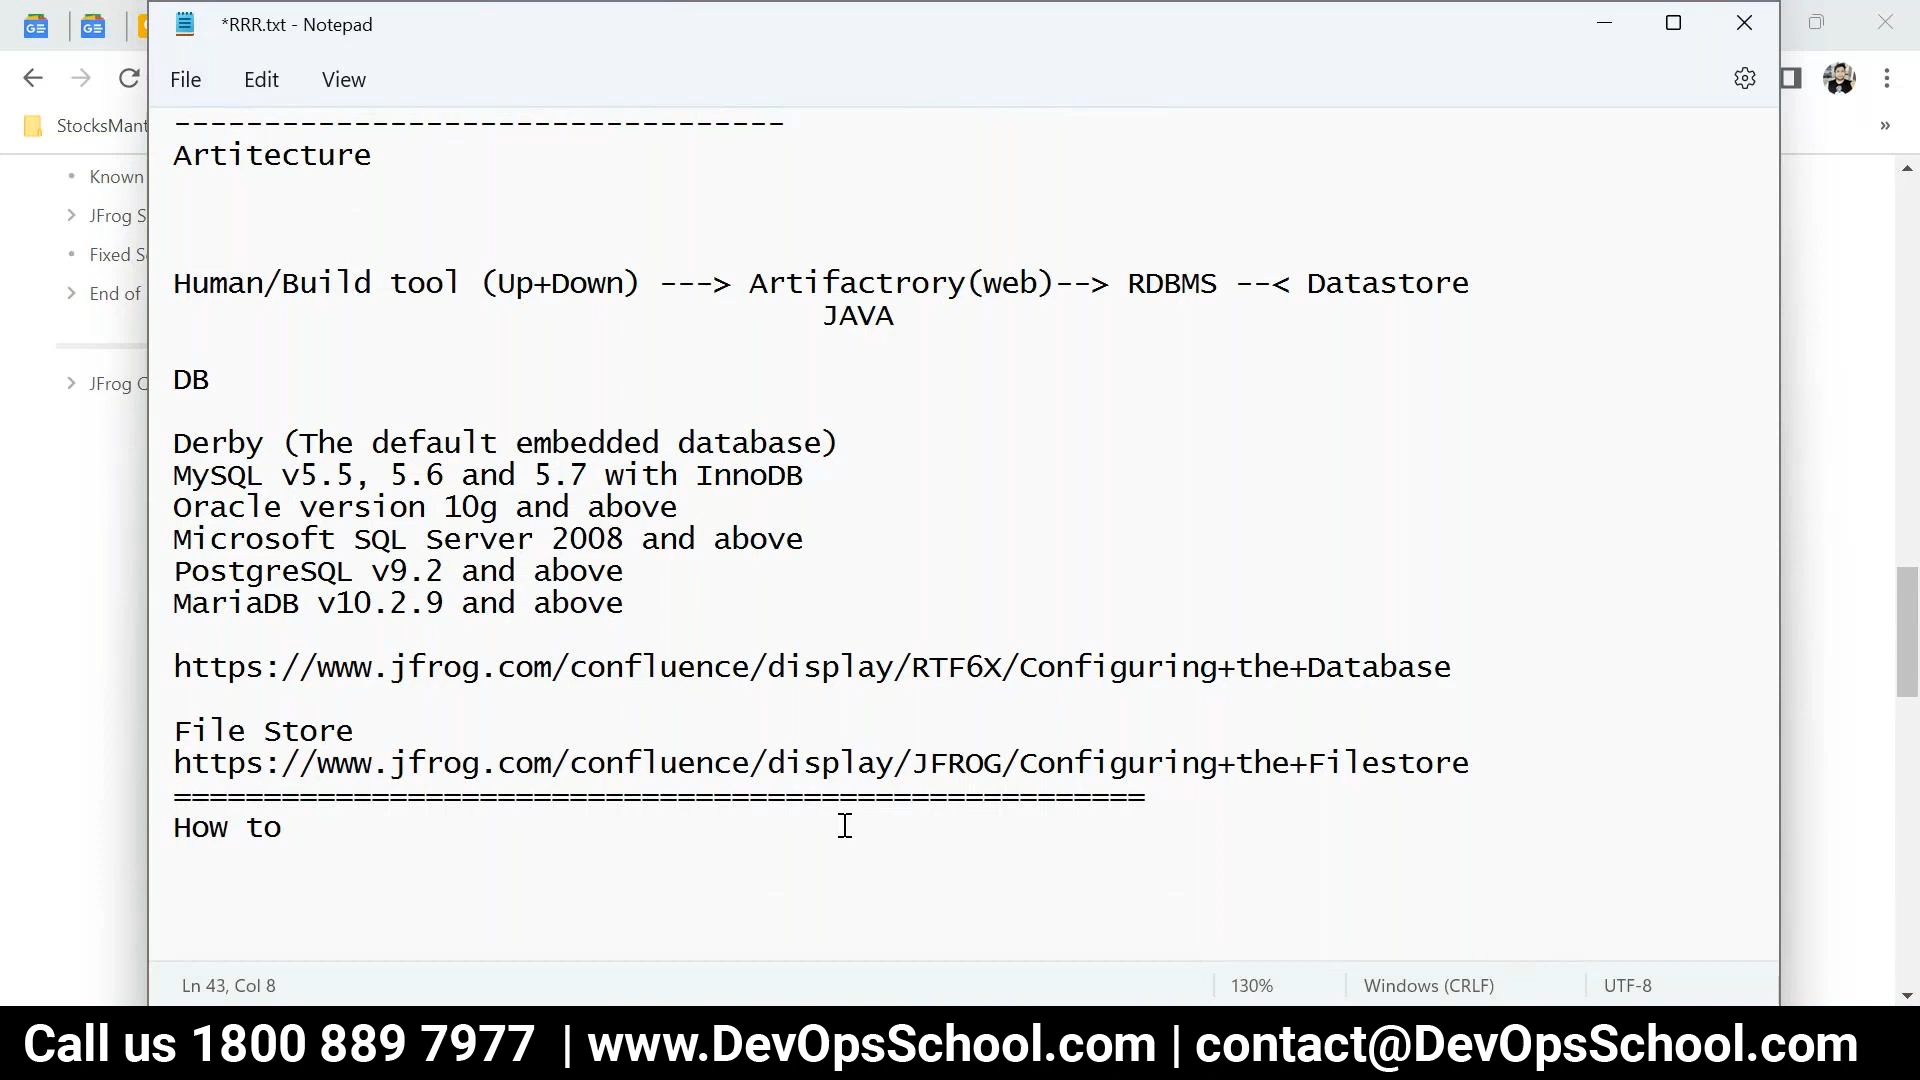 *RRR.txt - Notepad
File Edit View
StocksMant
»
Known
JFrog S
Fixed S
End of
JFrog C
----------------------------------
Artitecture
Human/Build tool (Up+Down) ---> Artifactrory(web)--> RDBMS --< Datastore
JAVA
DB
Derby (The default embedded database)
MySQL v5.5, 5.6 and 5.7 with InnoDB
Oracle version 10g and above
Microsoft SQL Server 2008 and above
PostgreSQL v9.2 and above
MariaDB v10.2.9 and above
https://www.jfrog.com/confluence/display/RTF6X/Configuring+the+Database
File Store
https://www.jfrog.com/confluence/display/JFROG/Configuring+the+Filestore
======================================================
How to
Ln 43, Col 8 130% Windows (CRLF) UTF-8
Call us 1800 889 7977 | www.DevOpsSchool.com | contact@DevOpsSchool.com